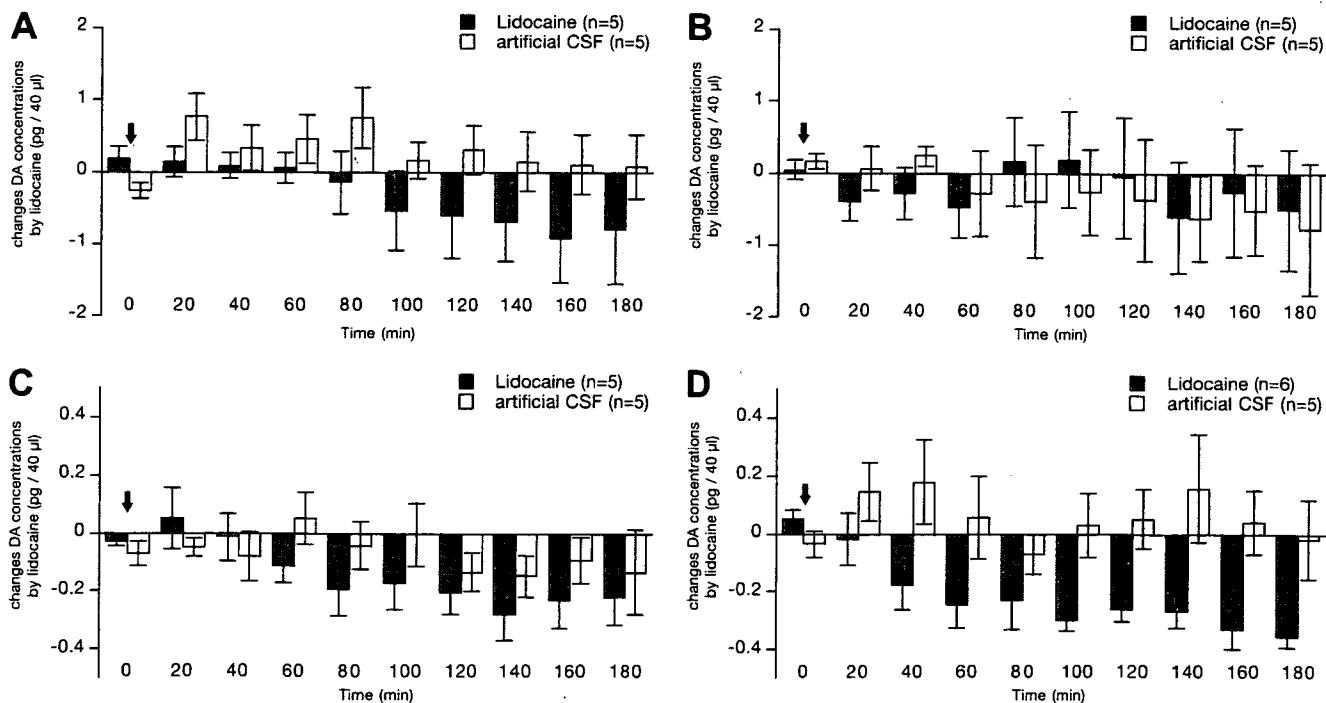 A
Lidocaine (n=5)
artificial CSF (n=5)
changes DA concentrations
by lidocaine (pg / 40 µl)
2
1
0
-1
-2
0 20 40 60 80 100 120 140 160 180
Time (min)
B
Lidocaine (n=5)
artificial CSF (n=5)
changes DA concentrations
by lidocaine (pg / 40 µl)
2
1
0
-1
-2
0 20 40 60 80 100 120 140 160 180
Time (min)
C
Lidocaine (n=5)
artificial CSF (n=5)
changes DA concentrations
by lidocaine (pg / 40 µl)
0.4
0.2
0
-0.2
-0.4
0 20 40 60 80 100 120 140 160 180
Time (min)
D
Lidocaine (n=6)
artificial CSF (n=5)
changes DA concentrations
by lidocaine (pg / 40 µl)
0.4
0.2
0
-0.2
-0.4
0 20 40 60 80 100 120 140 160 180
Time (min)